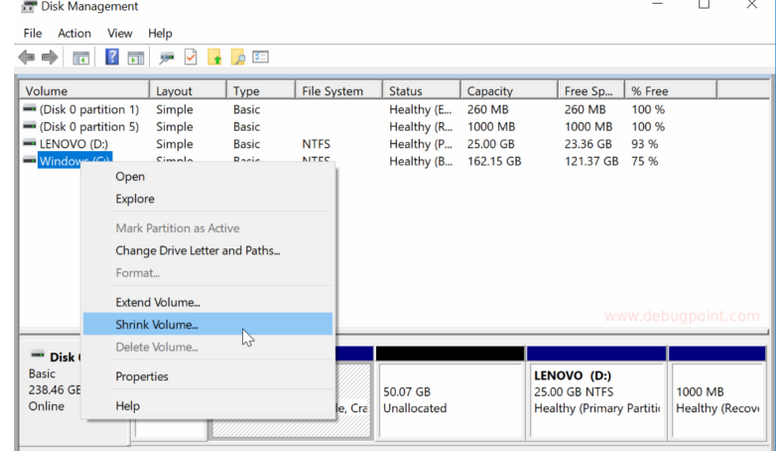 Disk Management
File Action View Help
Volume Layout Type File System Status Capacity Free Sp... % Free
(Disk 0 partition 1) Simple Basic Healthy (E... 260 MB 260 MB 100 %
(Disk 0 partition 5) Simple Basic Healthy (R... 1000 MB 1000 MB 100 %
LENOVO (D:) Simple Basic NTFS Healthy (P... 25.00 GB 23.36 GB 93 %
Windows (C:) Simple Basic NTFS Healthy (B... 162.15 GB 121.37 GB 75 %
Open
Explore
Mark Partition as Active
Change Drive Letter and Paths...
Format...
Extend Volume...
Shrink Volume...
Delete Volume...
Properties
Help
www.debugpoint.com
Disk
Basic
238.46 GB
Online
le, Cra
50.07 GB
Unallocated
LENOVO (D:)
25.00 GB NTFS
Healthy (Primary Partitic
1000 MB
Healthy (Recov